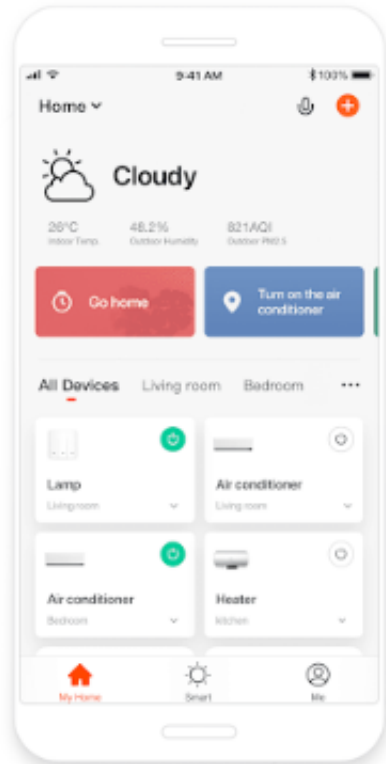 9:41 AM
100%
Home
Cloudy
26°C
48.2%
821AQI
Indoor Temp.
Outdoor Humidity
Outdoor PM2.5
Go home
Turn on the air
conditioner
All Devices
Living room
Bedroom
Lamp
Living room
Air conditioner
Living room
Air conditioner
Bedroom
Heater
kitchen
My Home
Smart
Me